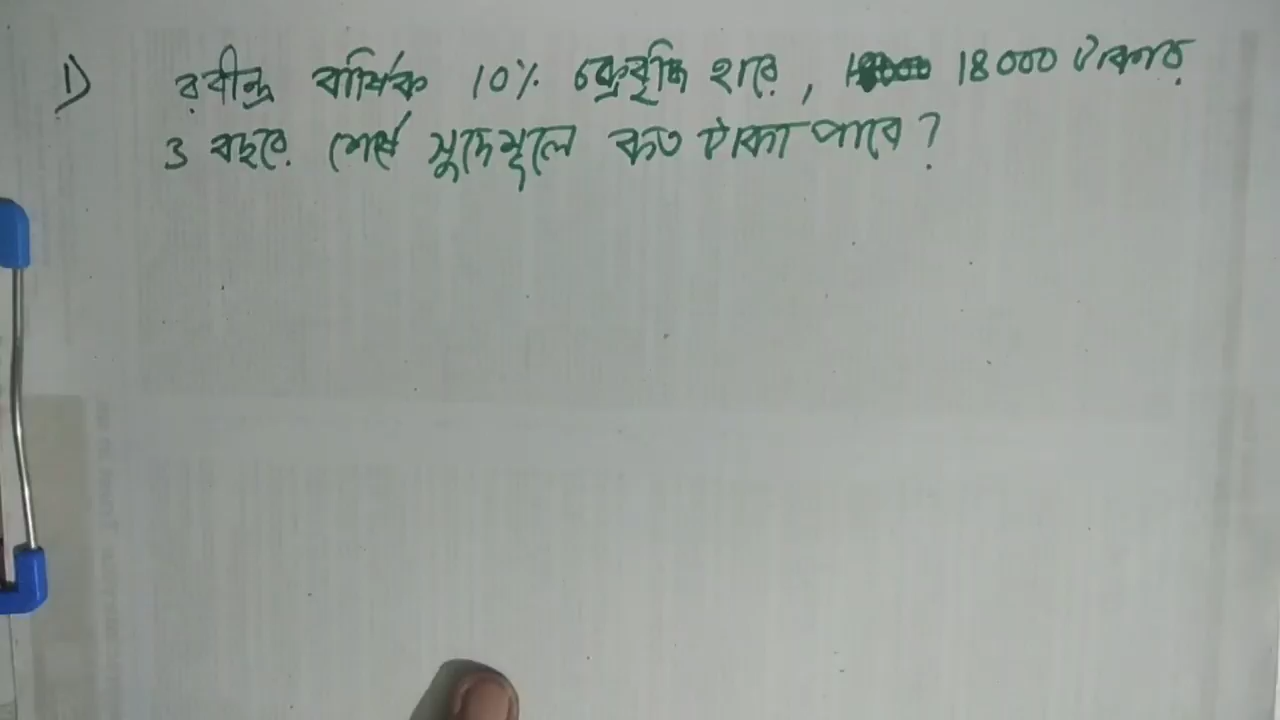 1) রবীন্দ্র বার্ষিক 10% চক্রবৃদ্ধি হারে, 18000 টাকার
3 বছরে শেষে সুদেমূলে কত টাকা পাবে?